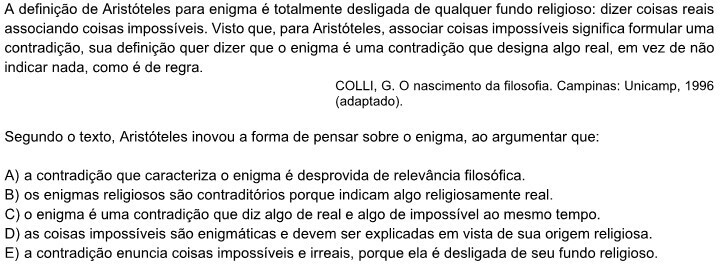 A definição de Aristóteles para enigma é totalmente desligada de qualquer fundo religioso: dizer coisas reais
associando coisas impossíveis. Visto que, para Aristóteles, associar coisas impossíveis significa formular uma
contradição, sua definição quer dizer que o enigma é uma contradição que designa algo real, em vez de não
indicar nada, como é de regra.
COLLI, G. O nascimento da filosofia. Campinas: Unicamp, 1996
(adaptado).
Segundo o texto, Aristóteles inovou a forma de pensar sobre o enigma, ao argumentar que:
A) a contradição que caracteriza o enigma é desprovida de relevância filosófica.
B) os enigmas religiosos são contraditórios porque indicam algo religiosamente real.
C) o enigma é uma contradição que diz algo de real e algo de impossível ao mesmo tempo.
D) as coisas impossíveis são enigmáticas e devem ser explicadas em vista de sua origem religiosa.
E) a contradição enuncia coisas impossíveis e irreais, porque ela é desligada de seu fundo religioso.